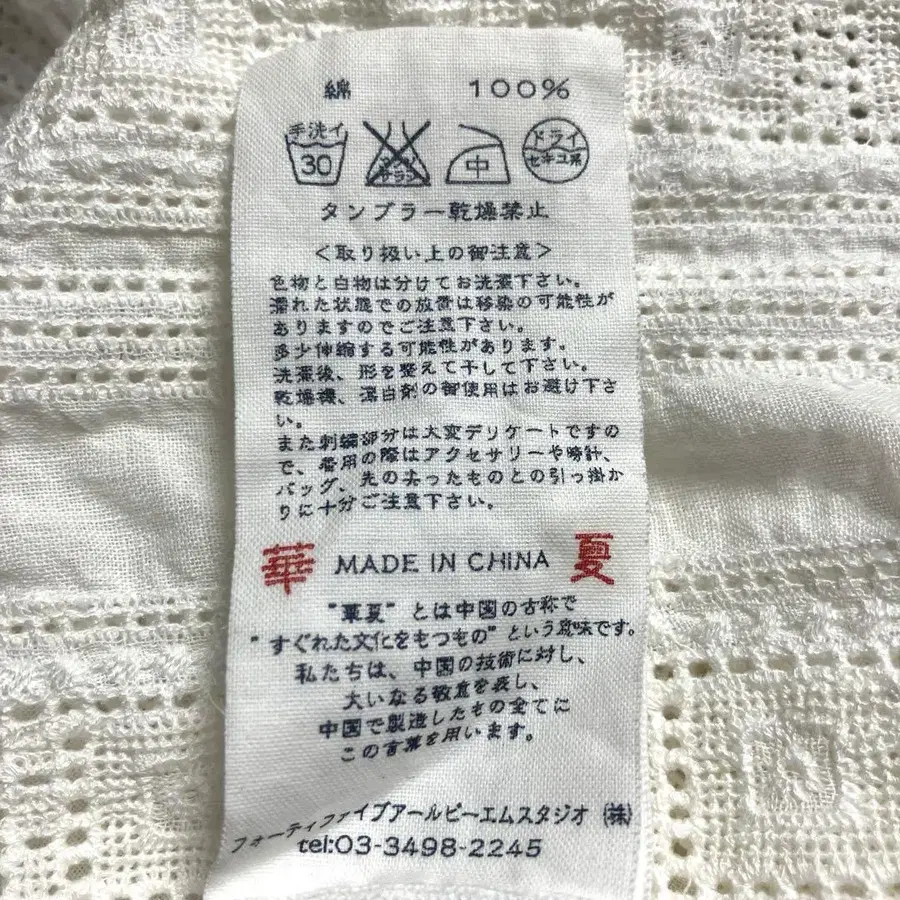 綿 100%
手洗イ ドライ
30 エンソサラシ 中 セキユ系
タンブラー乾燥禁止
<取り扱い上の御注意>
色物と白物は分けてお洗濯下さい。
濡れた状態での放置は移染の可能性が
ありますのでご注意下さい。
多少伸縮する可能性があります。
洗濯後、形を整えて干して下さい。
乾燥機、漂白剤の御使用はお避け下さ
い。
また刺繍部分は大変デリケートですの
で、着用の際はアクセサリーや時計、
バッグ、先の尖ったものとの引っ掛か
りに十分ご注意下さい。
華 MADE IN CHINA 夏
"華夏" とは中国の古称で
"すぐれた文化をもつもの" という意味です。
私たちは、中国の技術に対し、
大いなる敬意を表し、
中国で製造したもの全てに
この言葉を用います。
フォーティファイブアールピーエムスタジオ (株)
tel:03-3498-2245